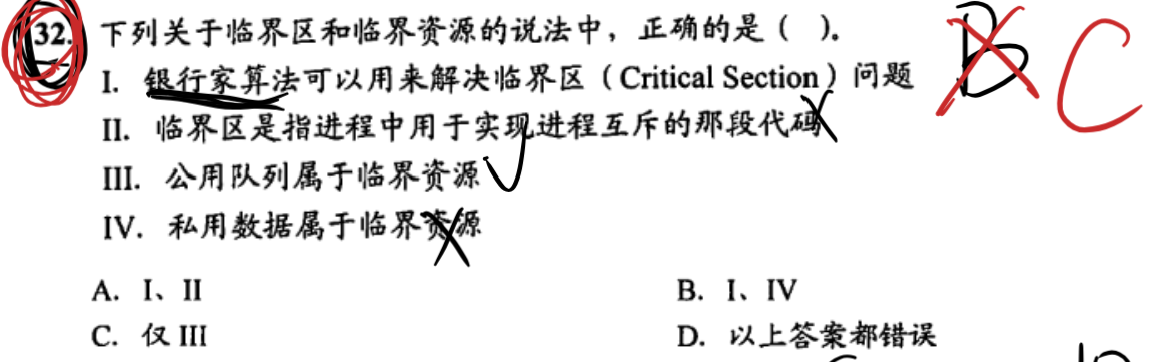 32. 下列关于临界区和临界资源的说法中，正确的是（ ）。
I. 银行家算法可以用来解决临界区（Critical Section）问题
II. 临界区是指进程中用于实现进程互斥的那段代码
III. 公用队列属于临界资源
IV. 私用数据属于临界资源
A. I、II
B. I、IV
C. 仅 III
D. 以上答案都错误
B C